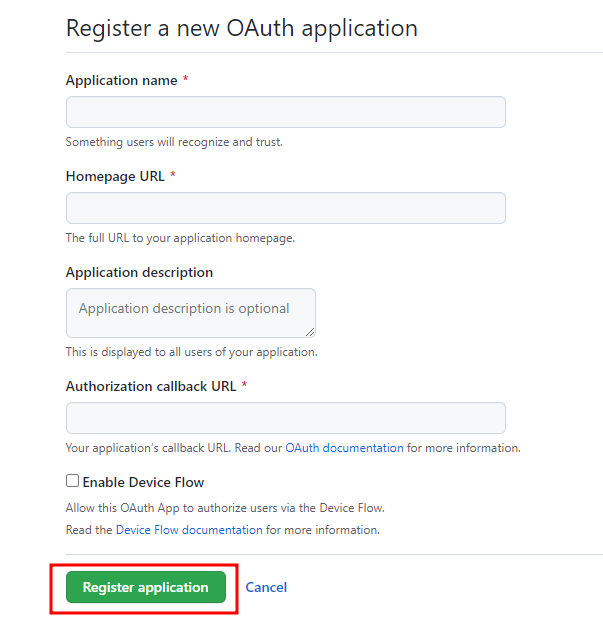 Register a new OAuth application
Application name *
Something users will recognize and trust.
Homepage URL *
The full URL to your application homepage.
Application description
Application description is optional
This is displayed to all users of your application.
Authorization callback URL *
Your application's callback URL. Read our OAuth documentation for more information.
Enable Device Flow
Allow this OAuth App to authorize users via the Device Flow.
Read the Device Flow documentation for more information.
Register application Cancel